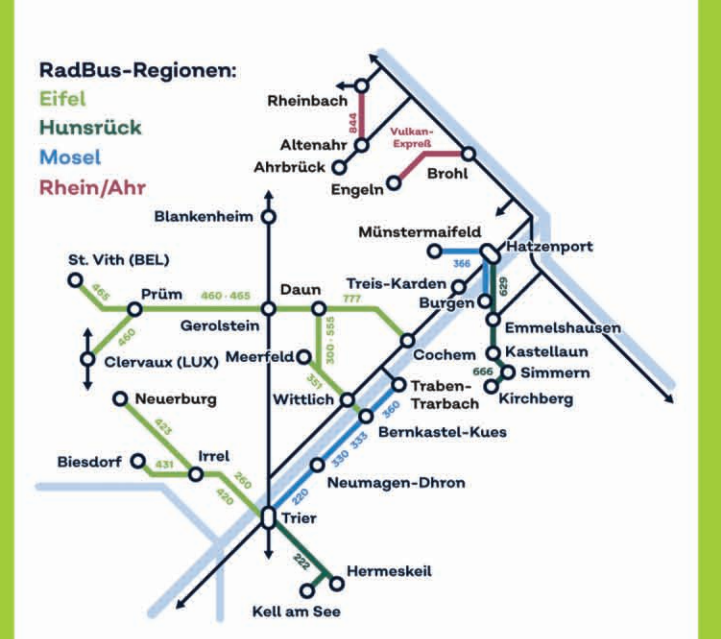 RadBus-Regionen:
Eifel
Hunsrück
Mosel
Rhein/Ahr
Rheinbach
844
Altenahr
Ahrbrück
Vulkan-
Expreß
Brohl
Engeln
Blankenheim
Münstermaifeld
Hatzenport
366
St. Vith (BEL)
465
Prüm
460 · 465
Daun
777
Treis-Karden
Burgen
629
Gerolstein
300 · 555
Emmelshausen
460
Clervaux (LUX)
Meerfeld
351
Cochem
Kastellaun
666
Simmern
Kirchberg
Neuerburg
Wittlich
Traben-
Trarbach
360
423
Bernkastel-Kues
330 333
Biesdorf
431
Irrel
260
420
Neumagen-Dhron
220
Trier
222
Hermeskeil
Kell am See